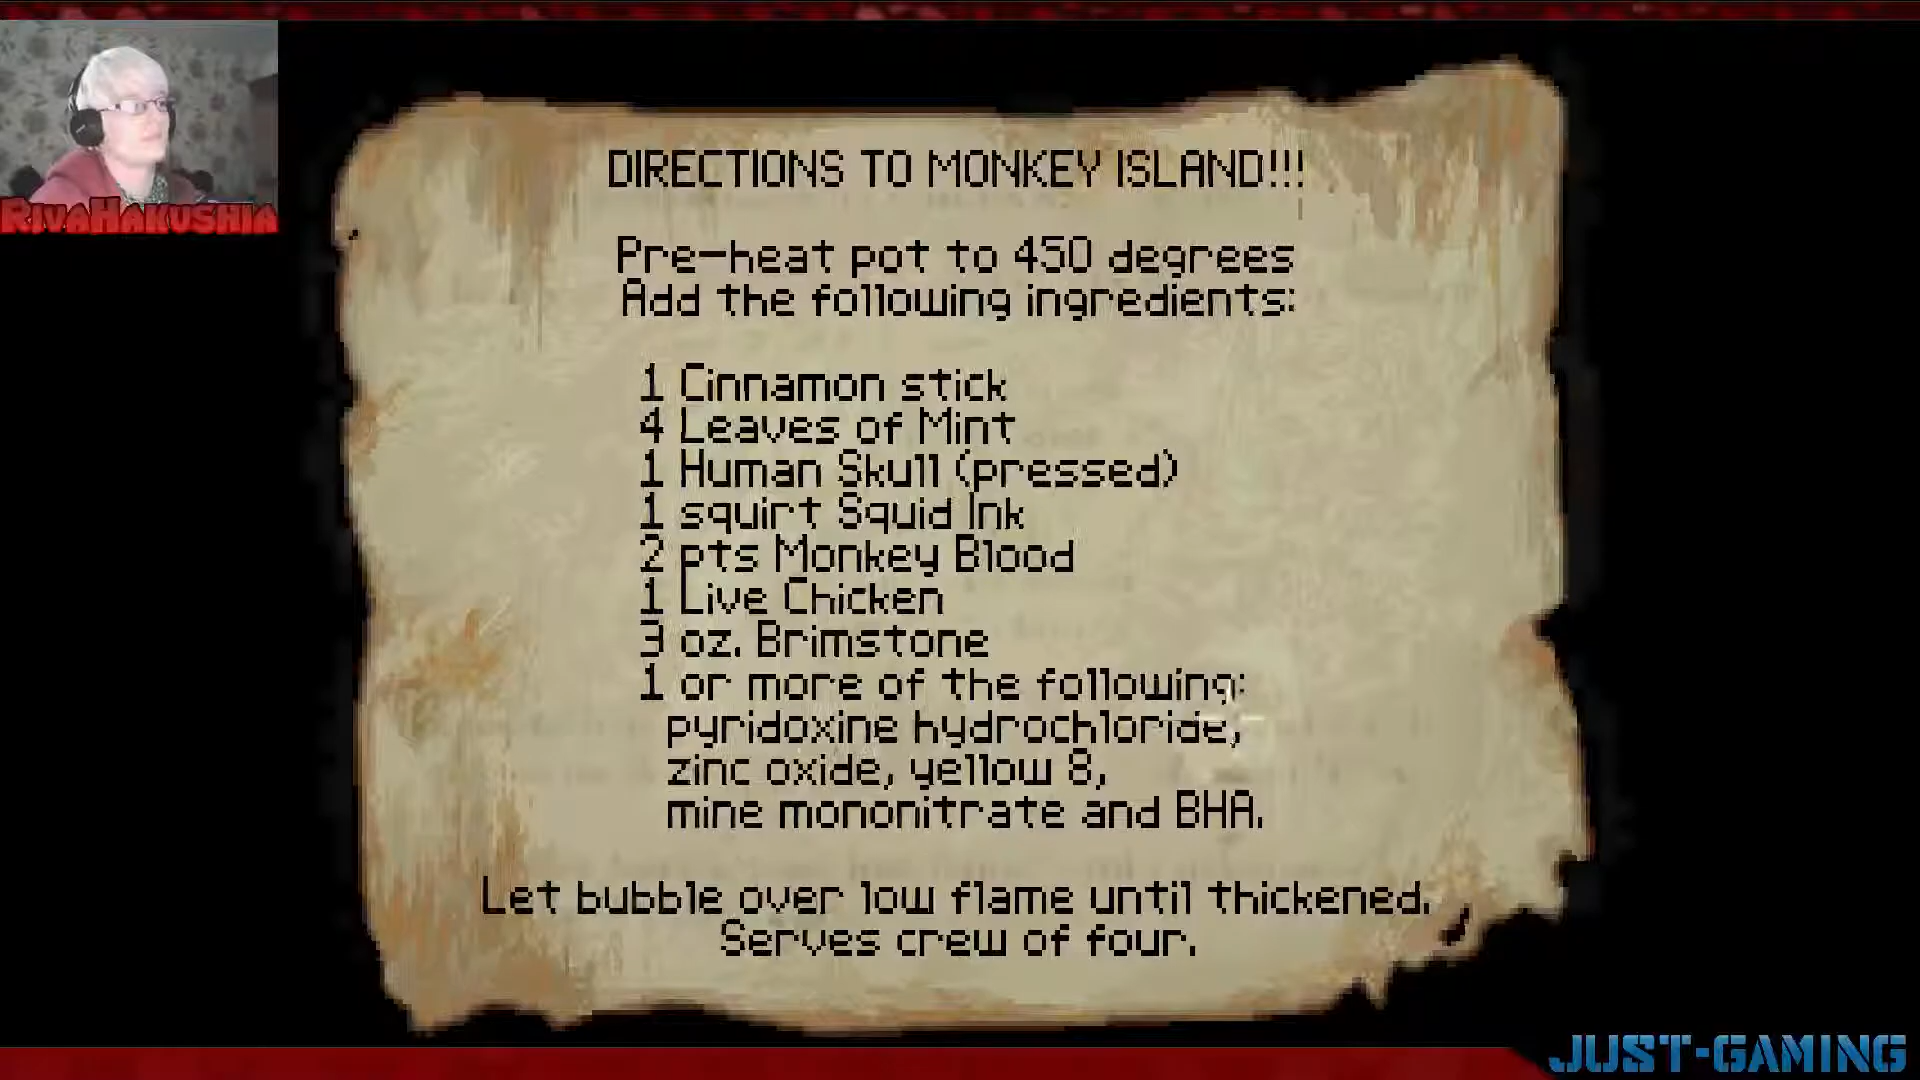 RIVAHAKUSHIA
DIRECTIONS TO MONKEY ISLAND!!!
Pre-heat pot to 450 degrees
Add the following ingredients:
1 Cinnamon stick
4 Leaves of Mint
1 Human Skull (pressed)
1 squirt Squid Ink
2 pts Monkey Blood
1 Live Chicken
3 oz. Brimstone
1 or more of the following:
pyridoxine hydrochloride,
zinc oxide, yellow 8,
mine mononitrate and BHA.
Let bubble over low flame until thickened.
Serves crew of four.
JUST-GAMING